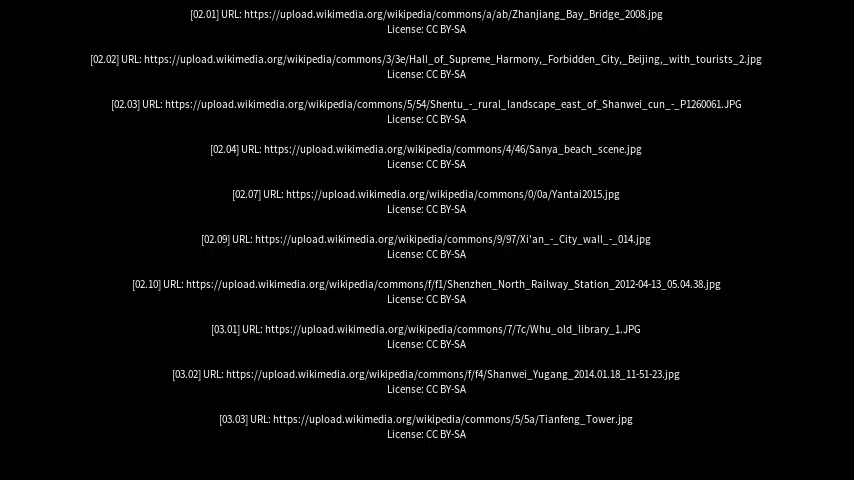 [02.01] URL: https://upload.wikimedia.org/wikipedia/commons/a/ab/Zhanjiang_Bay_Bridge_2008.jpg
License: CC BY-SA
[02.02] URL: https://upload.wikimedia.org/wikipedia/commons/3/3e/Hall_of_Supreme_Harmony,_Forbidden_City,_Beijing,_with_tourists_2.jpg
License: CC BY-SA
[02.03] URL: https://upload.wikimedia.org/wikipedia/commons/5/54/Shentu_-_rural_landscape_east_of_Shanwei_cun_-_P1260061.JPG
License: CC BY-SA
[02.04] URL: https://upload.wikimedia.org/wikipedia/commons/4/46/Sanya_beach_scene.jpg
License: CC BY-SA
[02.07] URL: https://upload.wikimedia.org/wikipedia/commons/0/0a/Yantai2015.jpg
License: CC BY-SA
[02.09] URL: https://upload.wikimedia.org/wikipedia/commons/9/97/Xi'an_-_City_wall_-_014.jpg
License: CC BY-SA
[02.10] URL: https://upload.wikimedia.org/wikipedia/commons/f/f1/Shenzhen_North_Railway_Station_2012-04-13_05.04.38.jpg
License: CC BY-SA
[03.01] URL: https://upload.wikimedia.org/wikipedia/commons/7/7c/Whu_old_library_1.JPG
License: CC BY-SA
[03.02] URL: https://upload.wikimedia.org/wikipedia/commons/f/f4/Shanwei_Yugang_2014.01.18_11-51-23.jpg
License: CC BY-SA
[03.03] URL: https://upload.wikimedia.org/wikipedia/commons/5/5a/Tianfeng_Tower.jpg
License: CC BY-SA